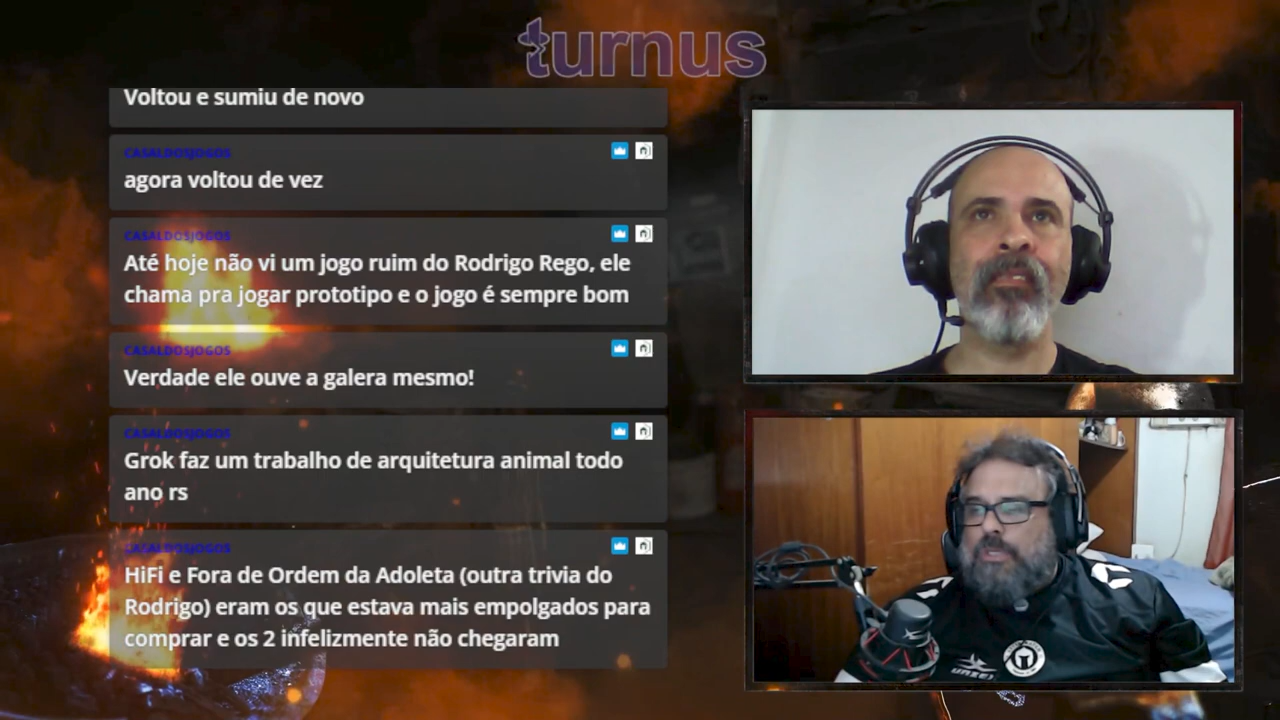 turnus
Voltou e sumiu de novo
CASALDOSJOGOS
agora voltou de vez
CASALDOSJOGOS
Até hoje não vi um jogo ruim do Rodrigo Rego, ele
chama pra jogar prototipo e o jogo é sempre bom
CASALDOSJOGOS
Verdade ele ouve a galera mesmo!
CASALDOSJOGOS
Grok faz um trabalho de arquitetura animal todo
ano rs
CASALDOSJOGOS
HiFi e Fora de Ordem da Adoleta (outra trivia do
Rodrigo) eram os que estava mais empolgados para
comprar e os 2 infelizmente não chegaram